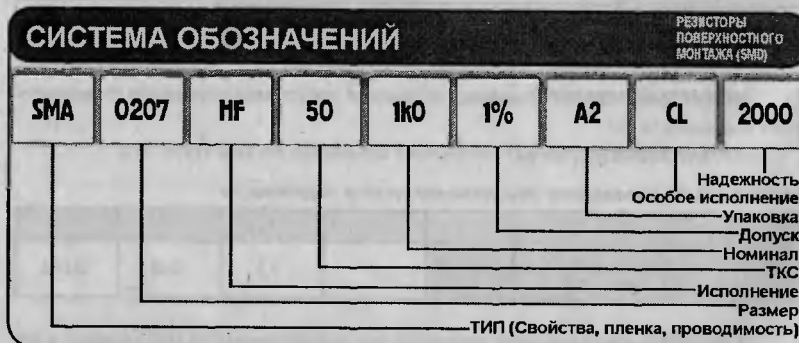 СИСТЕМА ОБОЗНАЧЕНИЙ
РЕЗИСТОРЫ
ПОВЕРХНОСТНОГО
МОНТАЖА (SMD)
SMA 0207 HF 50 1k0 1% A2 CL 2000
Надежность
Особое исполнение
Упаковка
Допуск
Номинал
ТКС
Исполнение
Размер
ТИП (Свойства, пленка, проводимость)